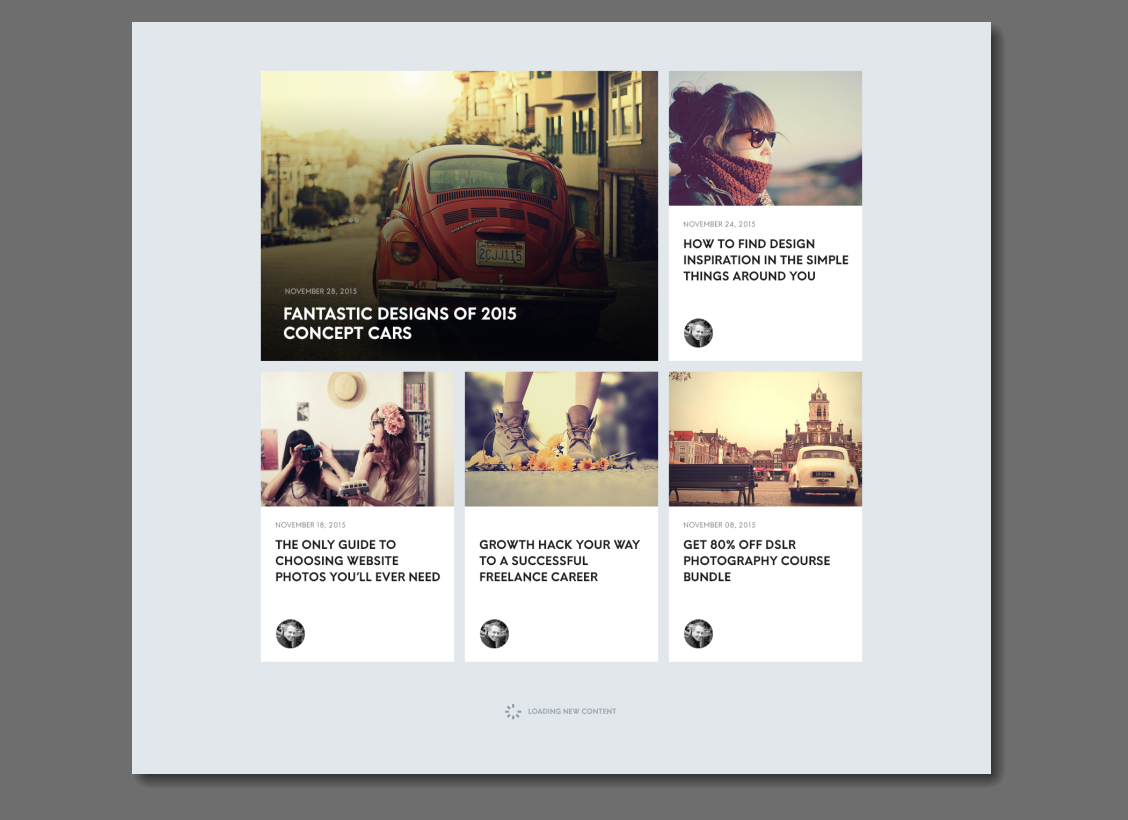 NOVEMBER 28, 2015
FANTASTIC DESIGNS OF 2015
CONCEPT CARS
2CJJ115
NOVEMBER 24, 2015
HOW TO FIND DESIGN
INSPIRATION IN THE SIMPLE
THINGS AROUND YOU
NOVEMBER 18, 2015
THE ONLY GUIDE TO
CHOOSING WEBSITE
PHOTOS YOU'LL EVER NEED
GROWTH HACK YOUR WAY
TO A SUCCESSFUL
FREELANCE CAREER
NOVEMBER 08, 2015
GET 80% OFF DSLR
PHOTOGRAPHY COURSE
BUNDLE
LOADING NEW CONTENT